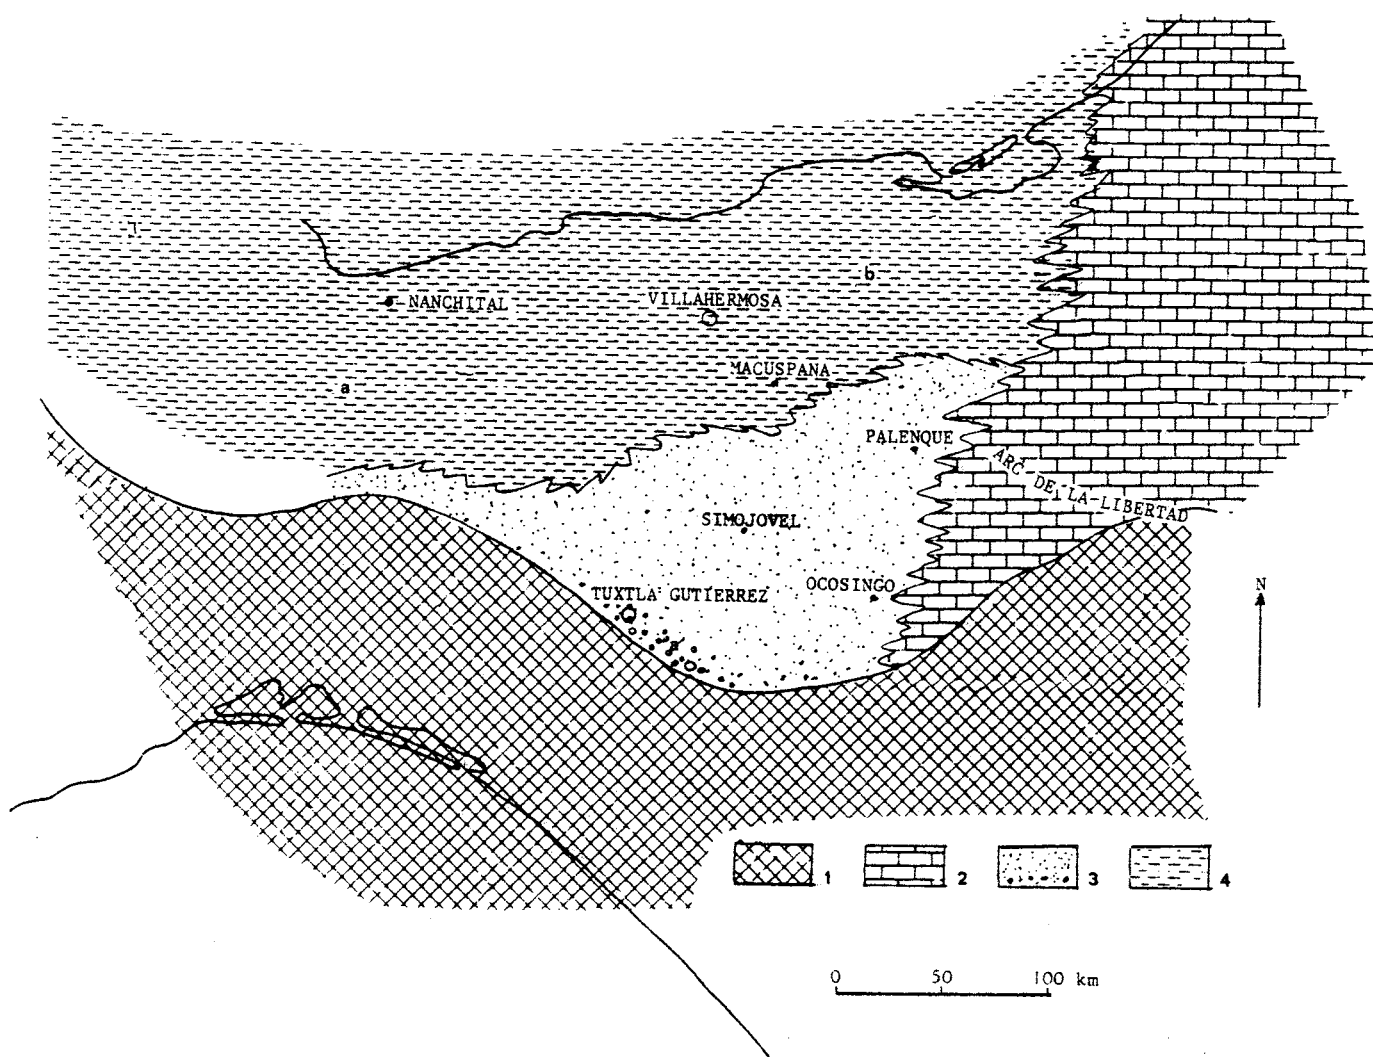 b
NANCHITAL
VILLAHERMOSA
MACUSPANA
a
PALENQUE
ARC DE LA LIBERTAD
SIMOJOVEL
TUXTLA GUTIERREZ
OCOSINGO
N
1
2
3
4
0 50 100 km